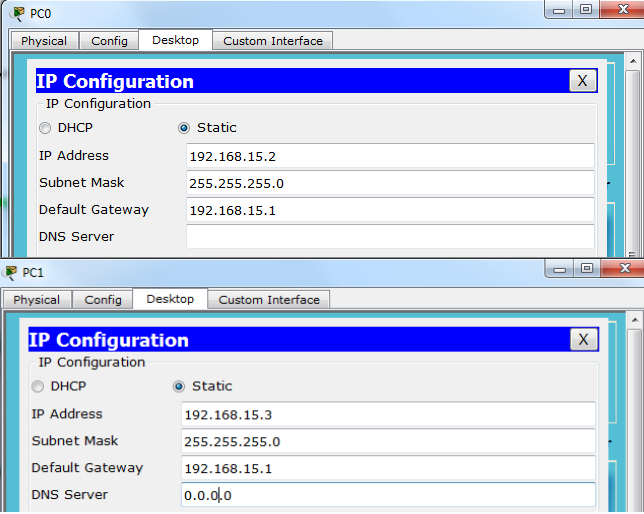 PC0
Physical Config Desktop Custom Interface
IP Configuration X
IP Configuration
DHCP Static
IP Address 192.168.15.2
Subnet Mask 255.255.255.0
Default Gateway 192.168.15.1
DNS Server
PC1
Physical Config Desktop Custom Interface
IP Configuration X
IP Configuration
DHCP Static
IP Address 192.168.15.3
Subnet Mask 255.255.255.0
Default Gateway 192.168.15.1
DNS Server 0.0.0.0